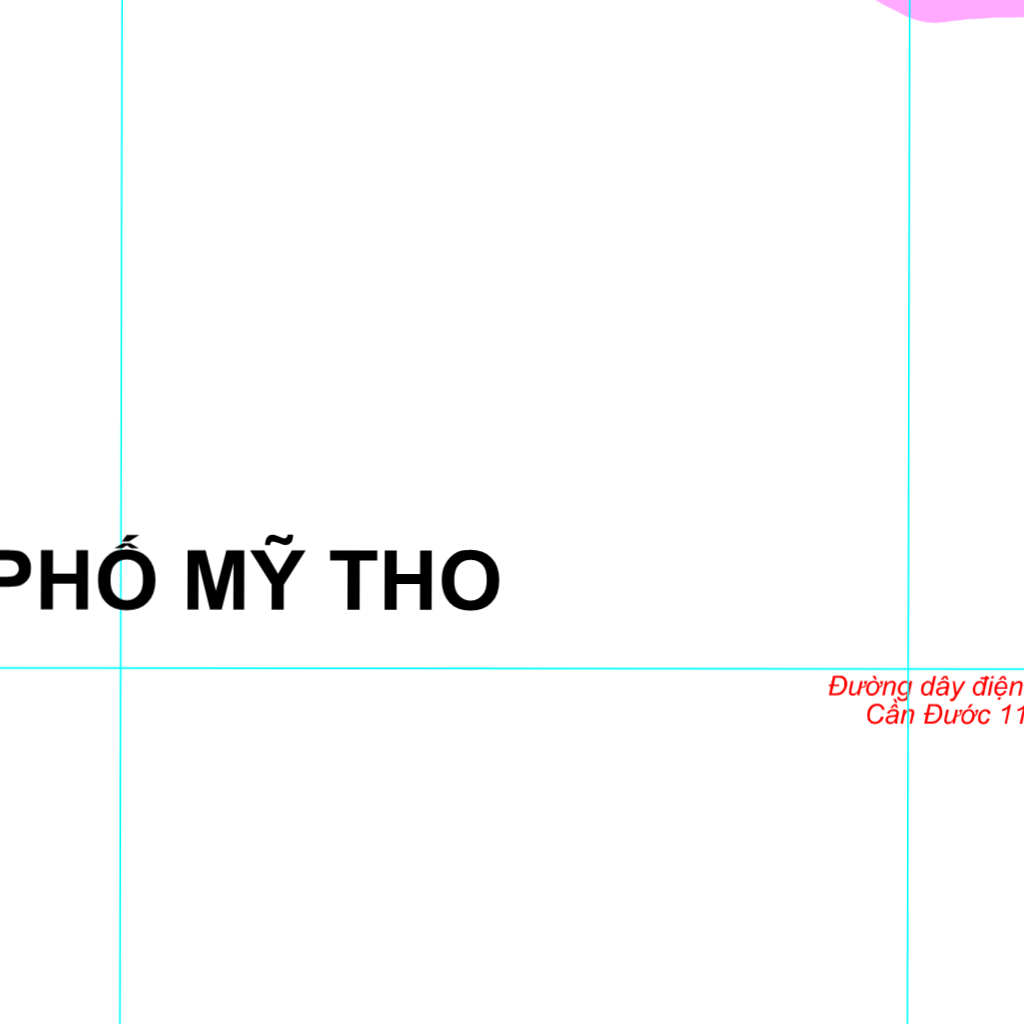 PHỐ MỸ THO
Đường dây điện
Cần Đước 11